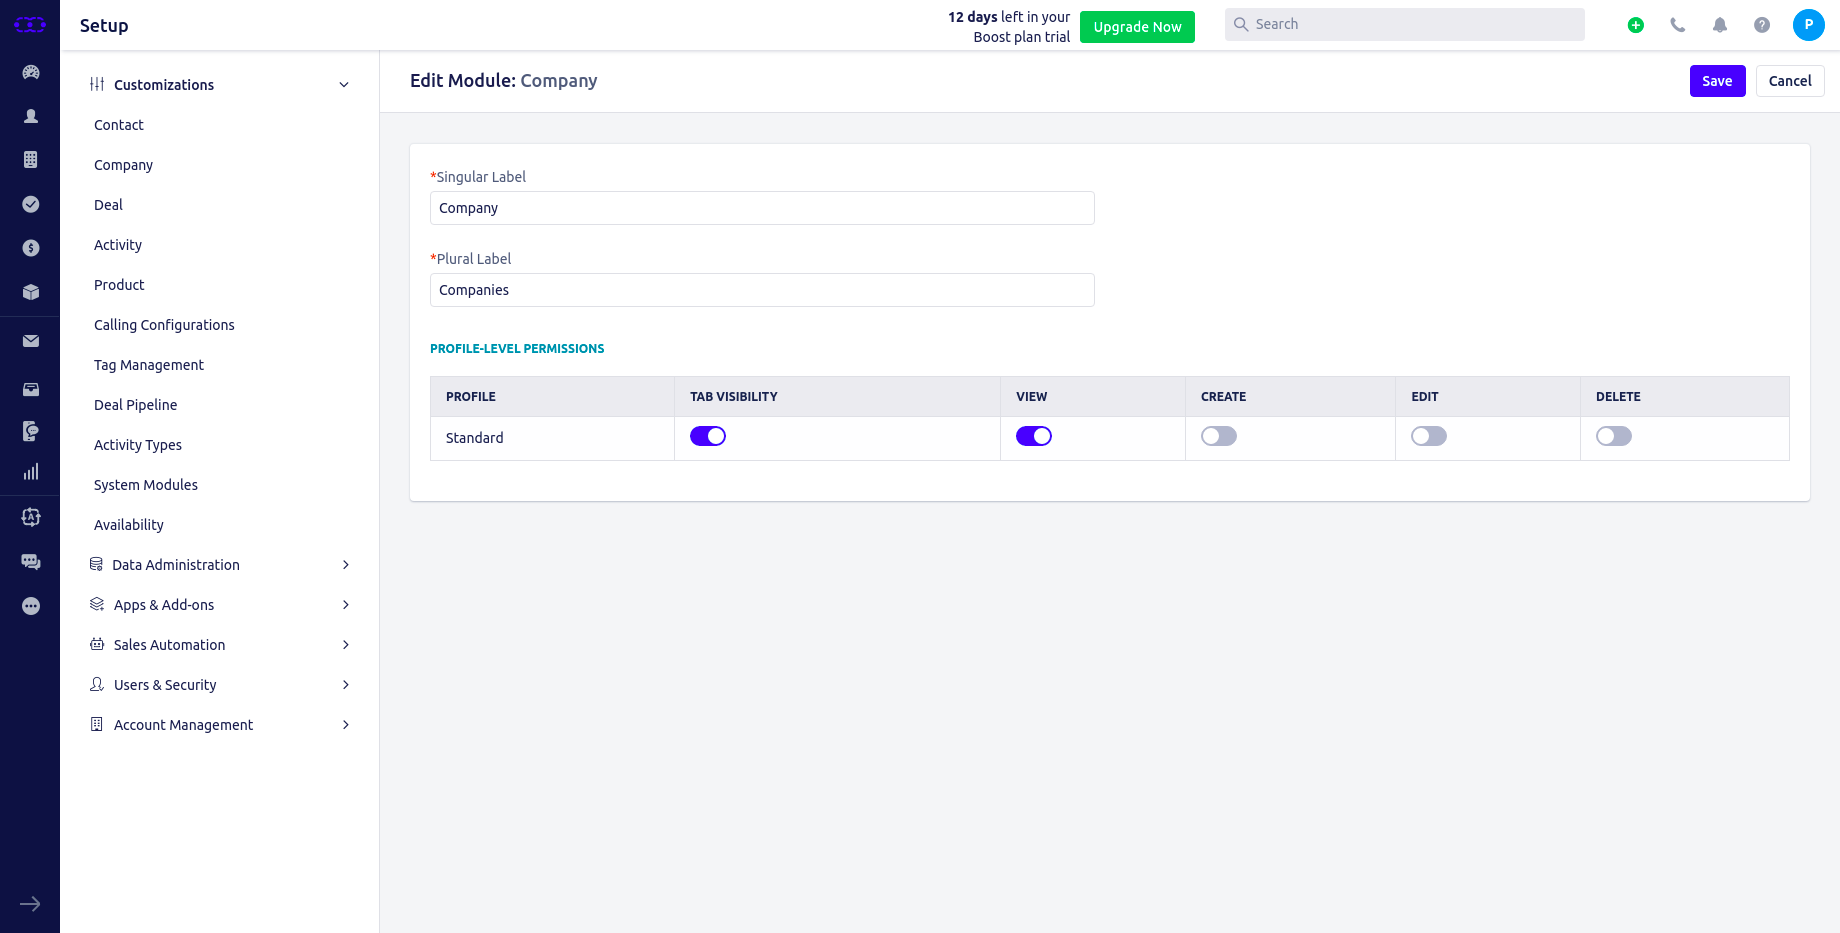 Setup
12 days left in your
Boost plan trial
Upgrade Now
Search
P
Customizations
Contact
Company
Deal
Activity
Product
Calling Configurations
Tag Management
Deal Pipeline
Activity Types
System Modules
Availability
Data Administration
Apps & Add-ons
Sales Automation
Users & Security
Account Management
Edit Module: Company
Save
Cancel
*Singular Label
Company
*Plural Label
Companies
PROFILE-LEVEL PERMISSIONS
PROFILE TAB VISIBILITY VIEW CREATE EDIT DELETE
Standard